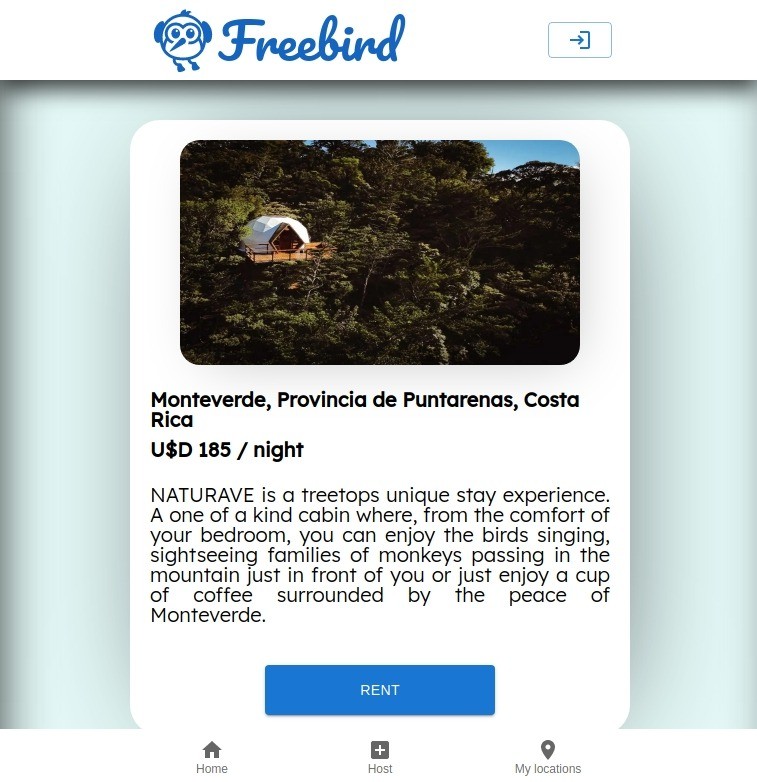 Freebird
Monteverde, Provincia de Puntarenas, Costa
Rica
U$D 185 / night
NATURAVE is a treetops unique stay experience.
A one of a kind cabin where, from the comfort of
your bedroom, you can enjoy the birds singing,
sightseeing families of monkeys passing in the
mountain just in front of you or just enjoy a cup
of coffee surrounded by the peace of
Monteverde.
RENT
Home Host My locations